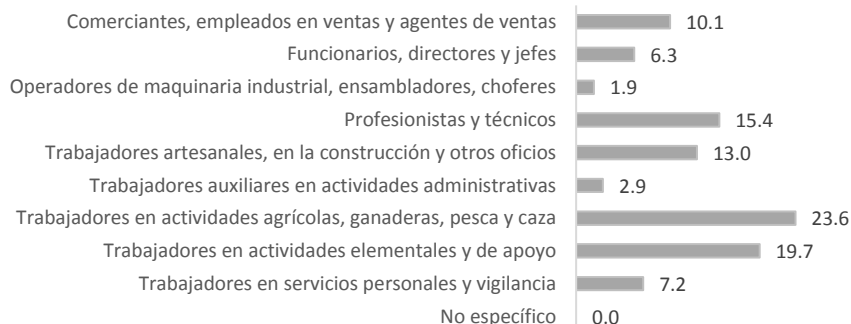 Comerciantes, empleados en ventas y agentes de ventas 10.1
Funcionarios, directores y jefes 6.3
Operadores de maquinaria industrial, ensambladores, choferes 1.9
Profesionistas y técnicos 15.4
Trabajadores artesanales, en la construcción y otros oficios 13.0
Trabajadores auxiliares en actividades administrativas 2.9
Trabajadores en actividades agrícolas, ganaderas, pesca y caza 23.6
Trabajadores en actividades elementales y de apoyo 19.7
Trabajadores en servicios personales y vigilancia 7.2
No específico 0.0